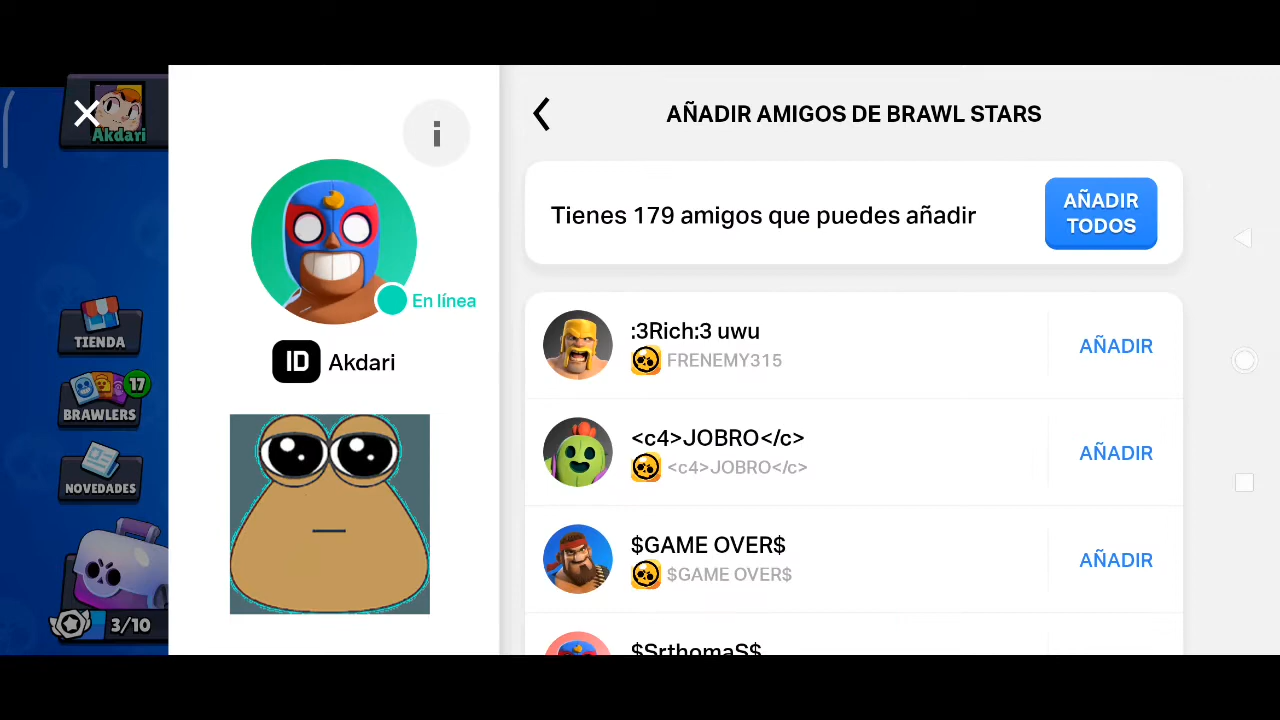 Akdari
TIENDA
17
BRAWLERS
NOVEDADES
3/10
i
En línea
ID Akdari
AÑADIR AMIGOS DE BRAWL STARS
Tienes 179 amigos que puedes añadir
AÑADIR
TODOS
:3Rich:3 uwu
FRENEMY315
AÑADIR
<c4>JOBRO</c>
<c4>JOBRO</c>
AÑADIR
$GAME OVER$
$GAME OVER$
AÑADIR
$SrthomaS$